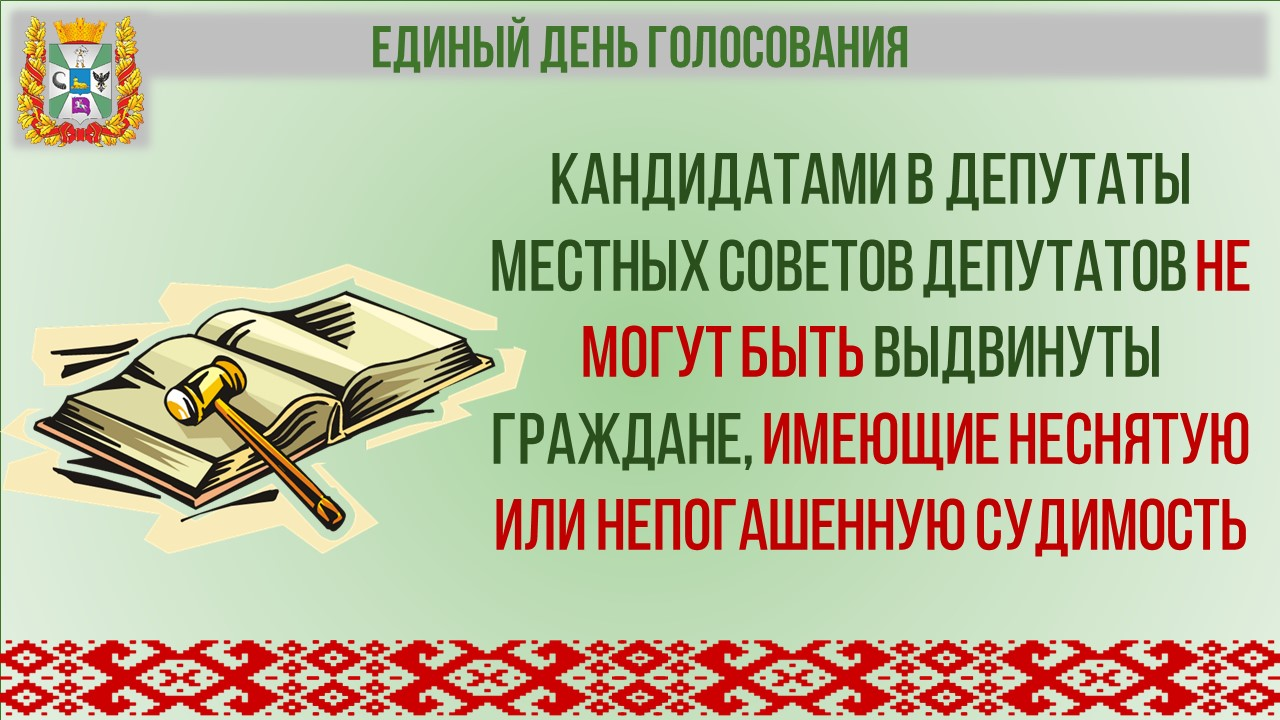 ЕДИНЫЙ ДЕНЬ ГОЛОСОВАНИЯ
КАНДИДАТАМИ В ДЕПУТАТЫ
МЕСТНЫХ СОВЕТОВ ДЕПУТАТОВ НЕ
МОГУТ БЫТЬ ВЫДВИНУТЫ
ГРАЖДАНЕ, ИМЕЮЩИЕ НЕСНЯТУЮ
ИЛИ НЕПОГАШЕННУЮ СУДИМОСТЬ